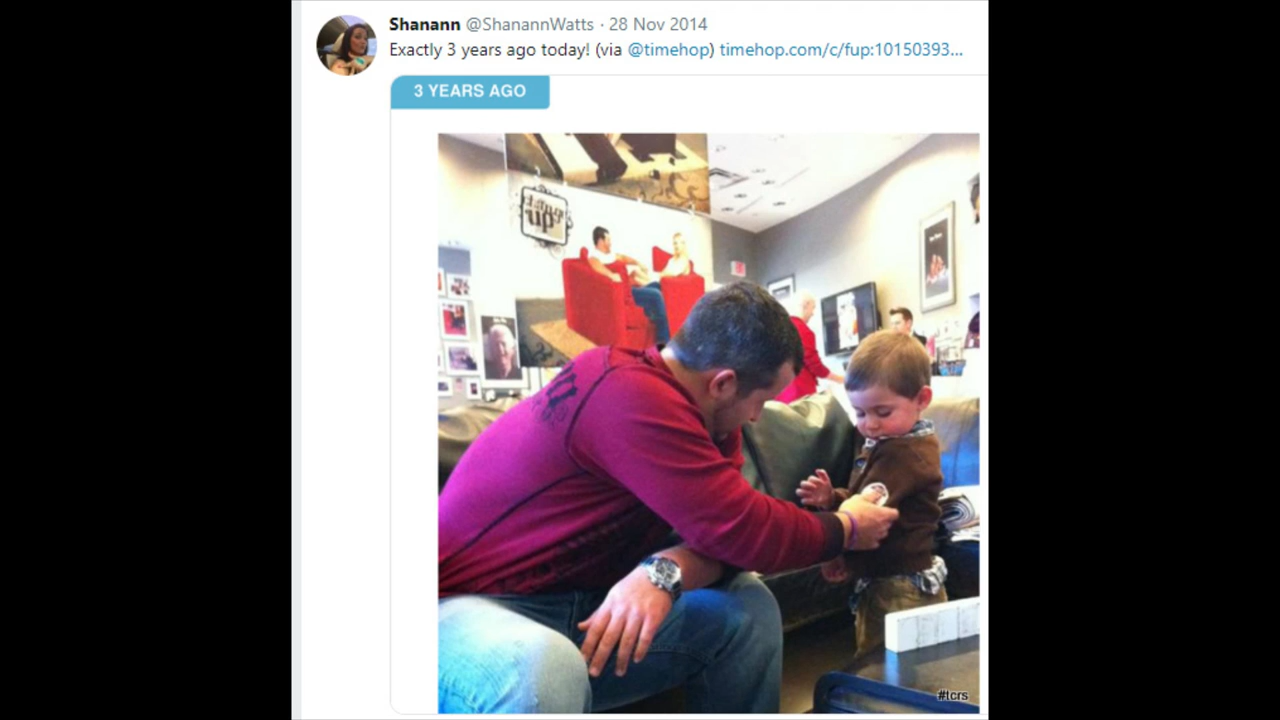 Shanann @ShanannWatts · 28 Nov 2014
Exactly 3 years ago today! (via @timehop) timehop.com/c/fup:10150393...
3 YEARS AGO
up
#tcrs